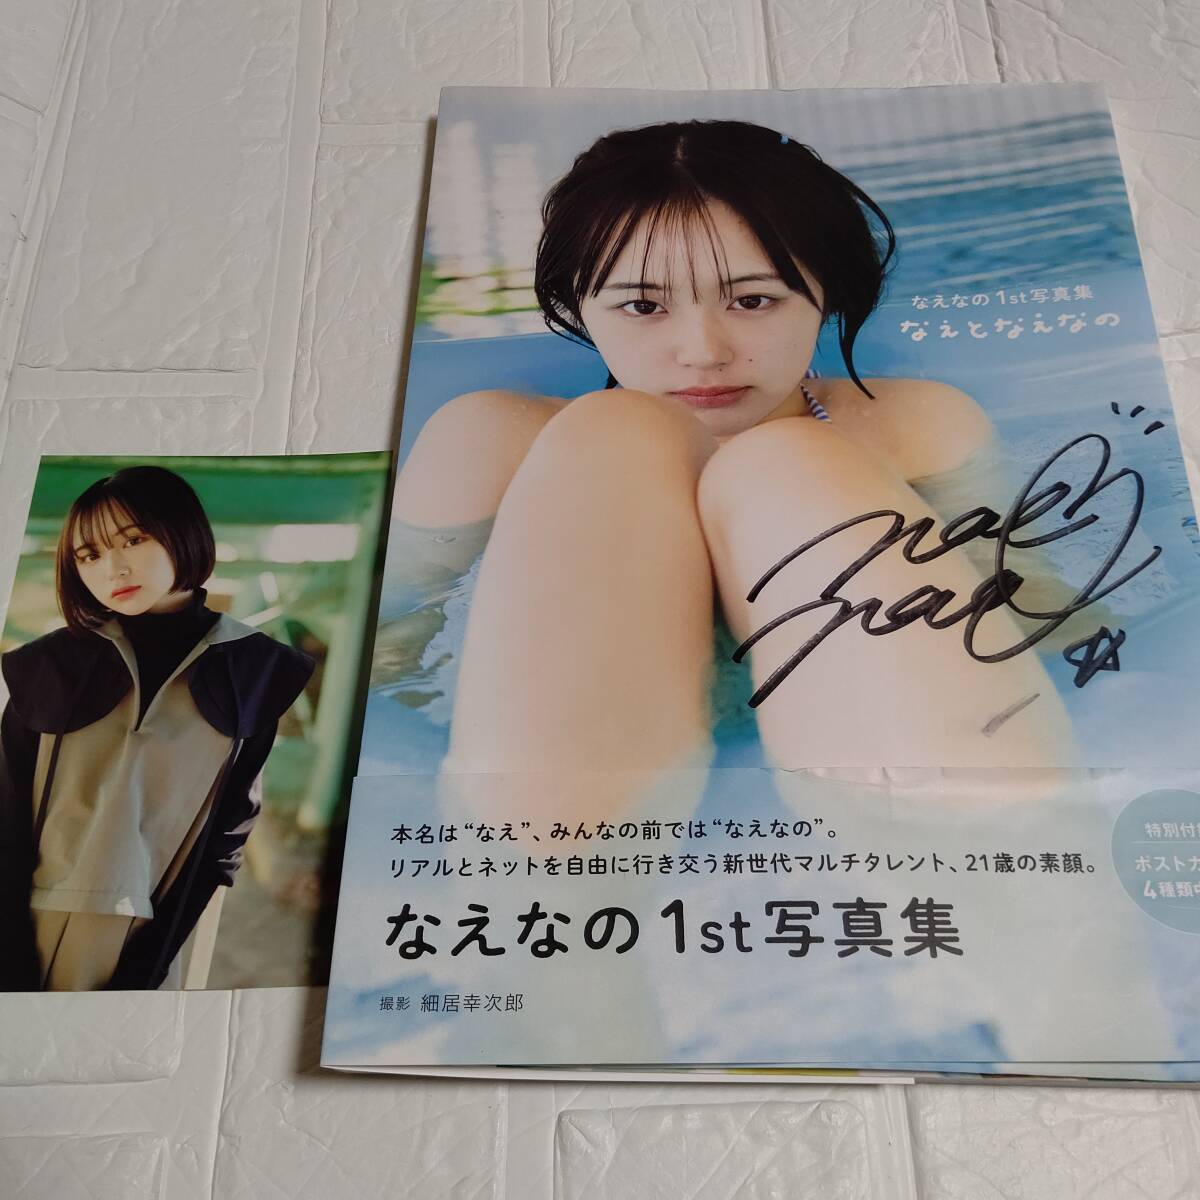 なえなの1st写真集
なえとなえなの
本名は“なえ”、みんなの前では“なえなの”。
リアルとネットを自由に行き交う新世代マルチタレント、21歳の素顔。
なえなの1st写真集
撮影 細居幸次郎
特別付
ポストカ
4種類